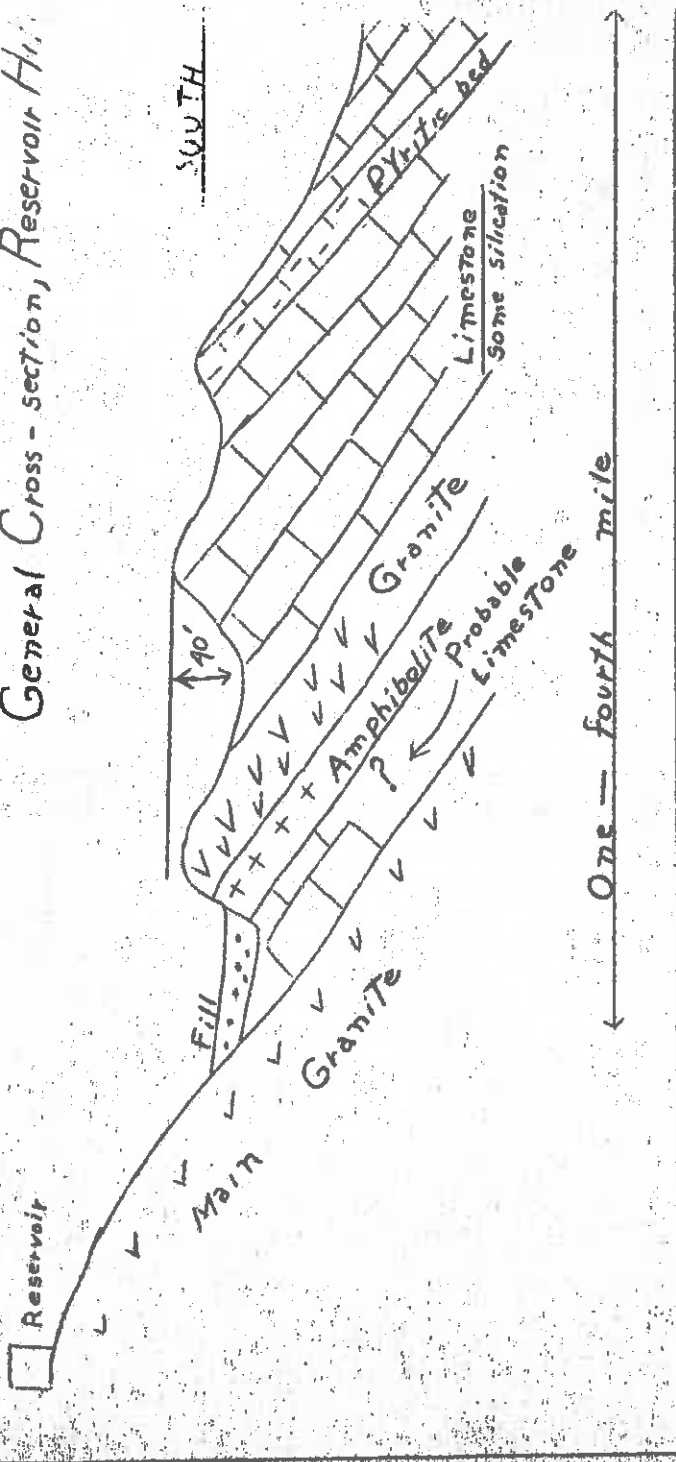 General Cross-section, Reservoir
SOUTH
Reservoir
Fill
40'
Pyritic bed
Limestone
some silication
Granite
Amphibolite
Probable
Limestone
?
Main
Granite
One — fourth mile